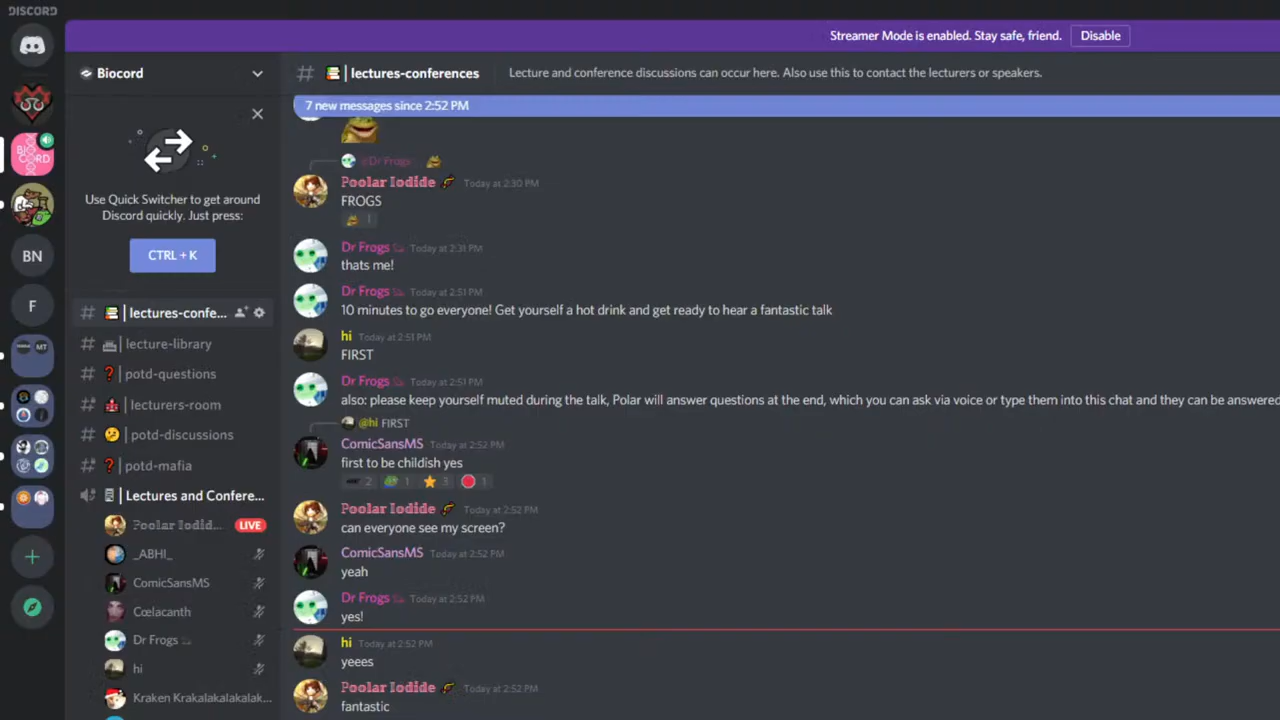 DISCORD
Streamer Mode is enabled. Stay safe, friend. Disable
Biocord
# | lectures-conferences Lecture and conference discussions can occur here. Also use this to contact the lecturers or speakers.
7 new messages since 2:52 PM
BIO
CORD
BN
F
MT
Use Quick Switcher to get around
Discord quickly. Just press:
CTRL + K
# | lectures-confe...
# | lecture-library
# ❓ | potd-questions
# | lecturers-room
# 🤔 | potd-discussions
# ❓ | potd-mafia
| Lectures and Confere...
Poolar Iodid... LIVE
_ABHI_
ComicSansMS
Cœlacanth
Dr Frogs
hi
Kraken Krakalakalakalak...
@Dr Frogs
Poolar Iodide Today at 2:30 PM
FROGS
1
Dr Frogs Today at 2:31 PM
thats me!
Dr Frogs Today at 2:51 PM
10 minutes to go everyone! Get yourself a hot drink and get ready to hear a fantastic talk
hi Today at 2:51 PM
FIRST
Dr Frogs Today at 2:51 PM
also: please keep yourself muted during the talk, Polar will answer questions at the end, which you can ask via voice or type them into this chat and they can be answered
@hi FIRST
ComicSansMS Today at 2:52 PM
first to be childish yes
2 1 ⭐ 3 🔴 1
Poolar Iodide Today at 2:52 PM
can everyone see my screen?
ComicSansMS Today at 2:52 PM
yeah
Dr Frogs Today at 2:52 PM
yes!
hi Today at 2:52 PM
yeees
Poolar Iodide Today at 2:52 PM
fantastic